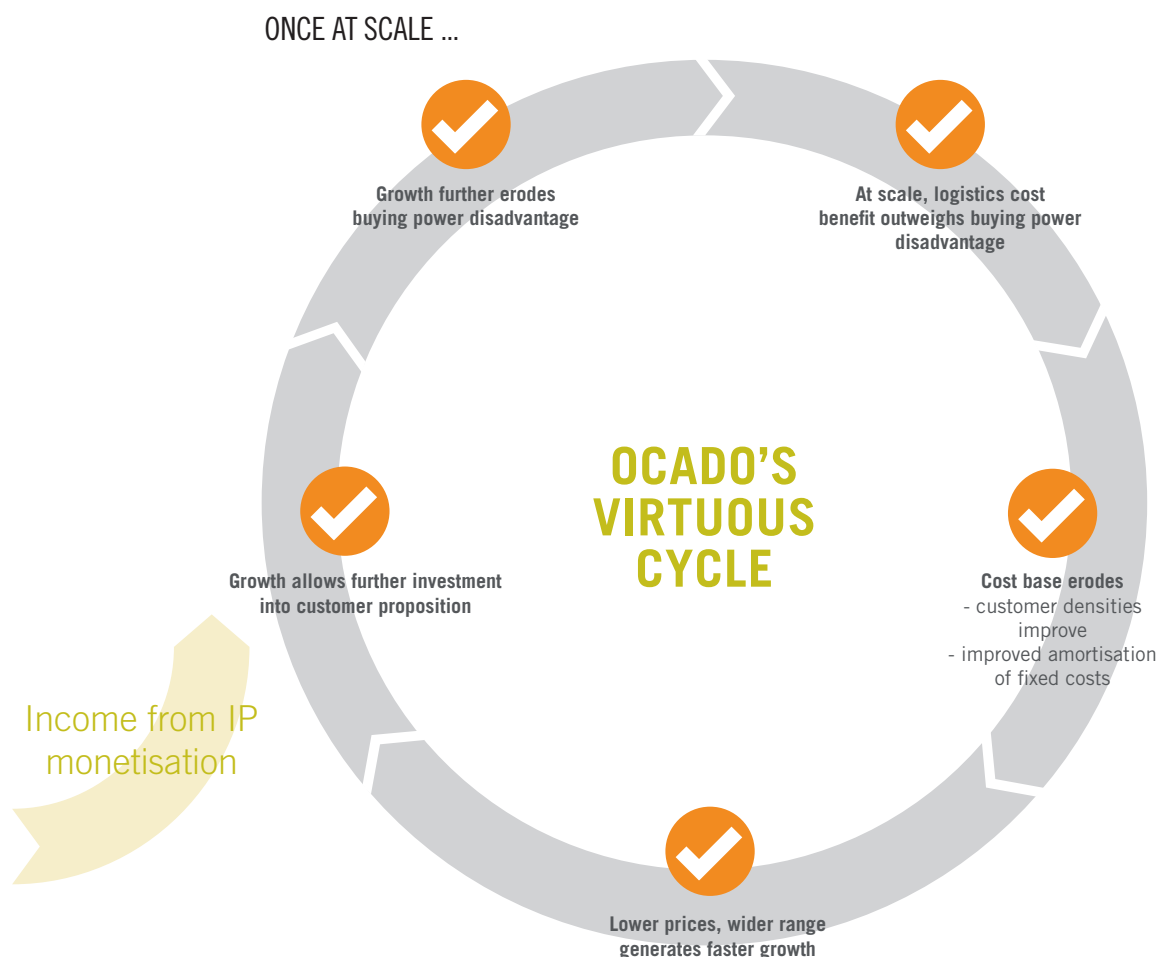 ONCE AT SCALE ...
Growth further erodes
buying power disadvantage
At scale, logistics cost
benefit outweighs buying power
disadvantage
OCADO'S
VIRTUOUS
CYCLE
Growth allows further investment
into customer proposition
Cost base erodes
- customer densities
improve
- improved amortisation
of fixed costs
Income from IP
monetisation
Lower prices, wider range
generates faster growth